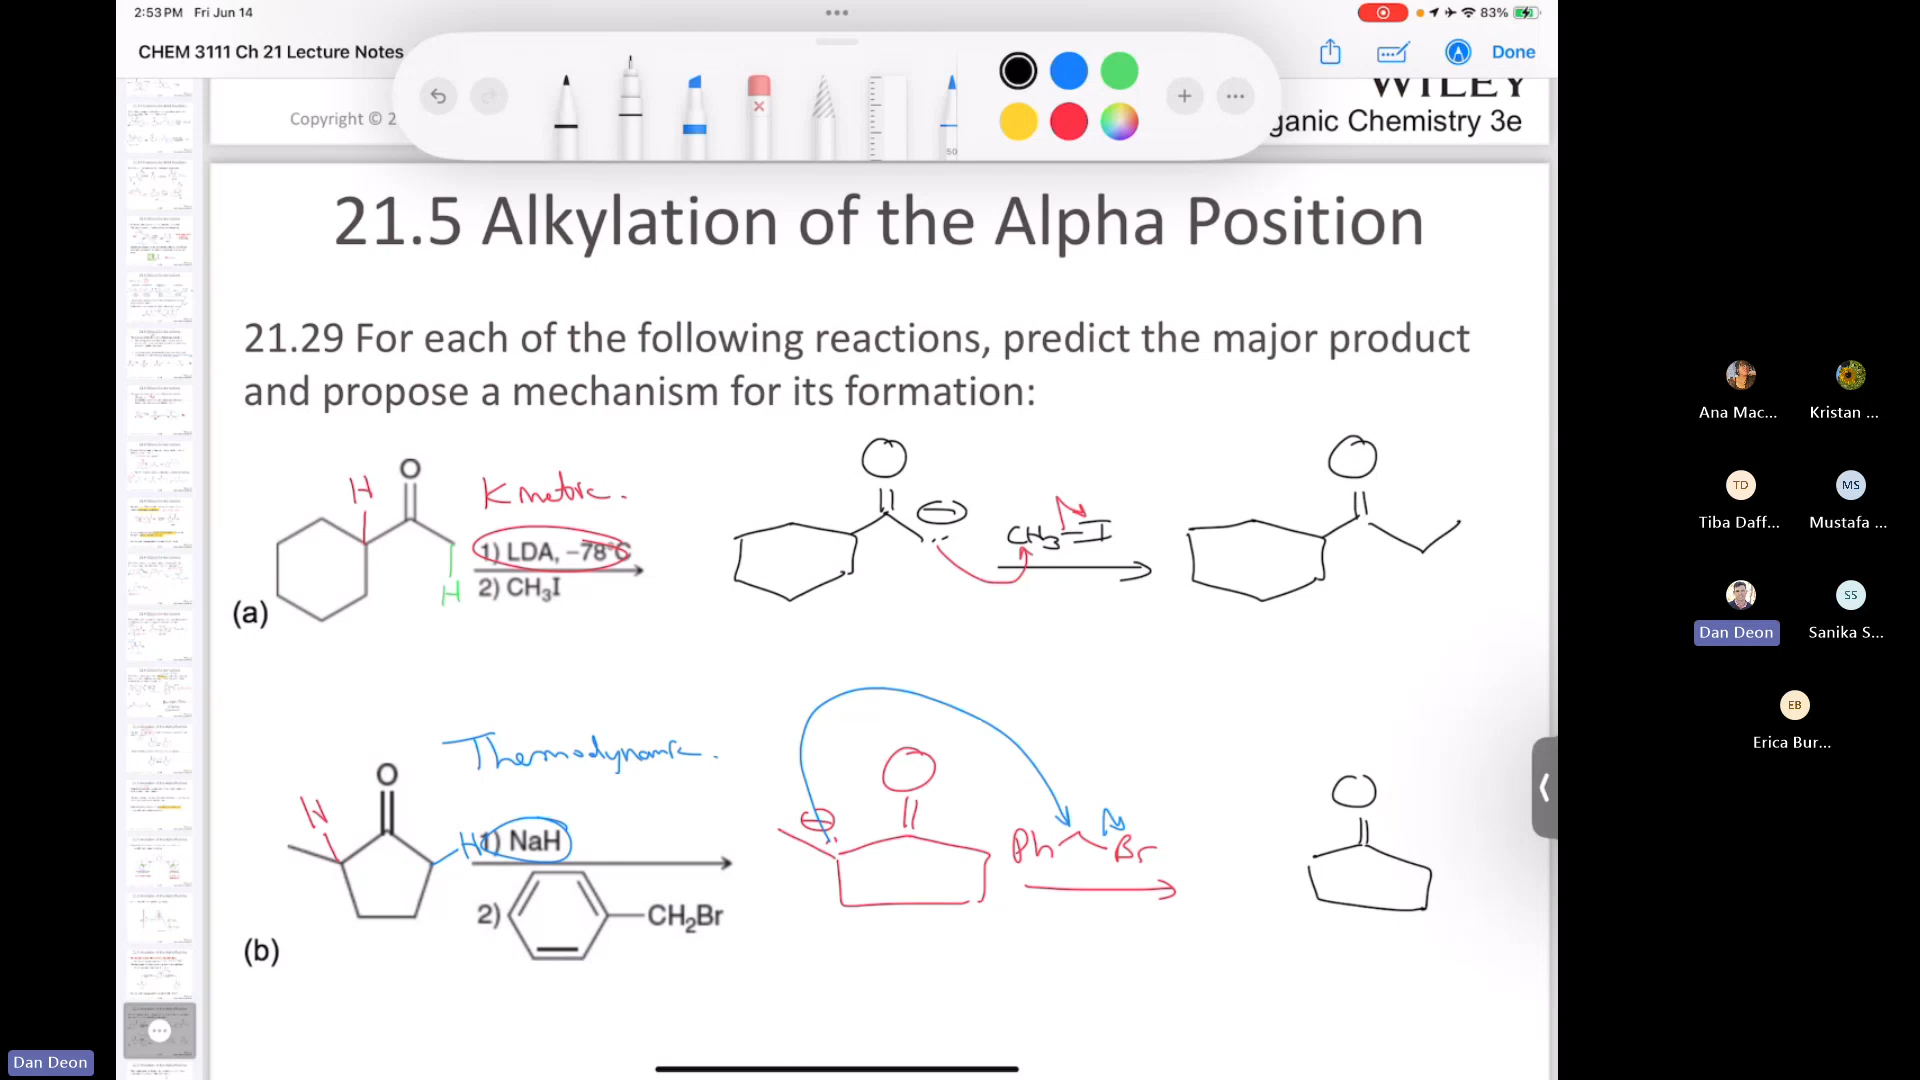 2:53 PM Fri Jun 14
83%
CHEM 3111 Ch 21 Lecture Notes
Done
50
WILEY
Copyright © 2
ganic Chemistry 3e
21.5 Alkylation of the Alpha Position
21.29 For each of the following reactions, predict the major product
and propose a mechanism for its formation:
(a)
H
O
H
1) LDA, –78°C
2) CH3I
O
CH3–I
O
Thermodynamic.
(b)
H
O
H
1) NaH
2)
CH2Br
O
Ph
Br
O
Ana Mac...
Kristan ...
TD
MS
Tiba Daff...
Mustafa ...
SS
Dan Deon
Sanika S...
EB
Erica Bur...
Dan Deon